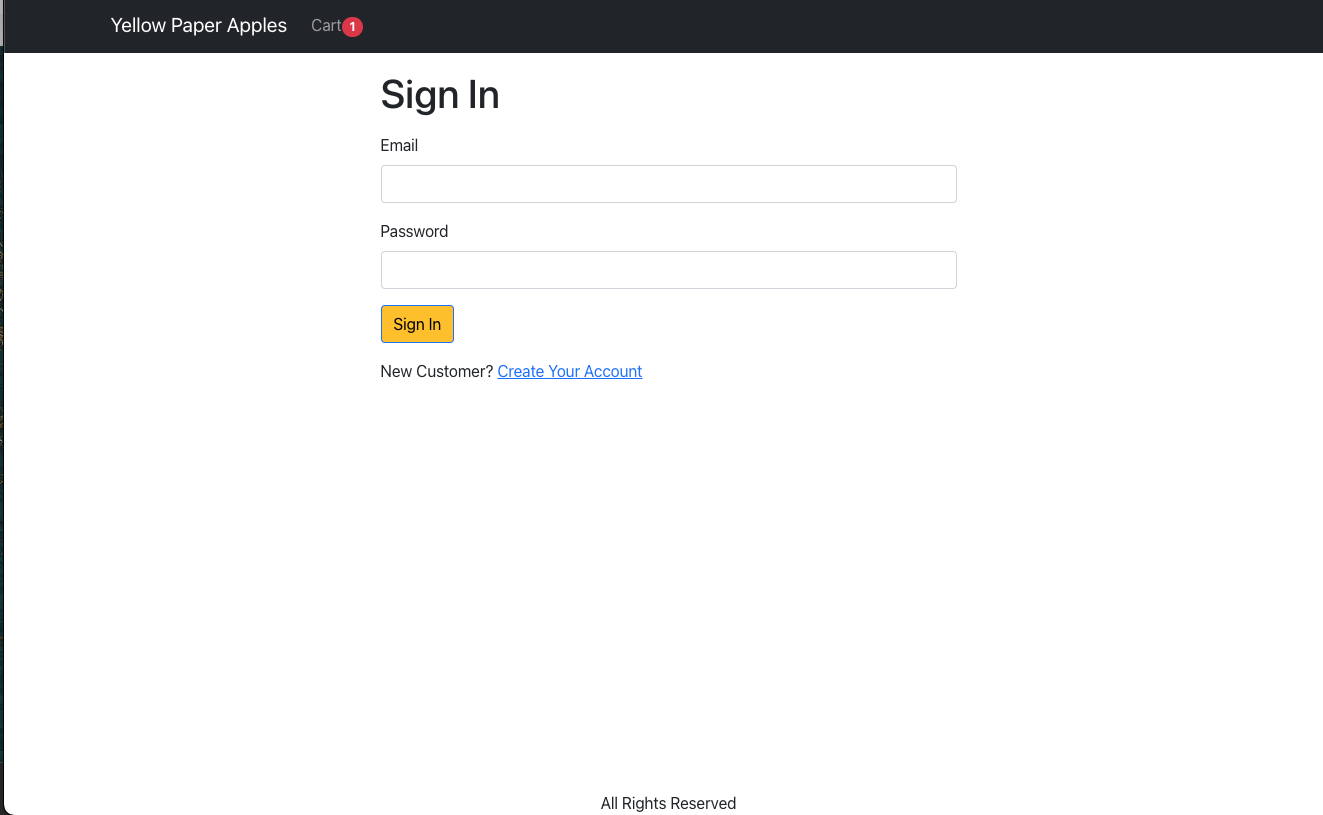 Yellow Paper Apples Cart 1
Sign In
Email
Password
Sign In
New Customer? Create Your Account
All Rights Reserved